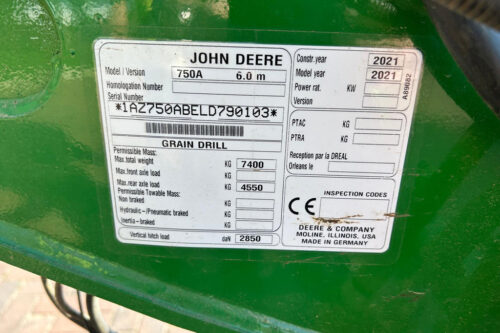 JOHN DEERE
Model / Version 750A 6.0 m
Homologation Number
Serial Number
*1AZ750ABELD790103*
GRAIN DRILL
Permissible Mass:
Max.total weight KG 7400
Max.front axle load KG
Max.rear axle load KG 4550
Permissible Towable Mass:
Non braked KG
Hydraulic-/Pneumatic braked KG
Inertia-braked KG
Vertical hitch load daN 2850
Constr.year 2021
Model year 2021
Power rat. KW
Version
A89082
PTAC KG
PTRA KG
Reception par la DREAL
Orleans le
INSPECTION CODES
CE
DEERE & COMPANY
MOLINE, ILLINOIS, USA
MADE IN GERMANY